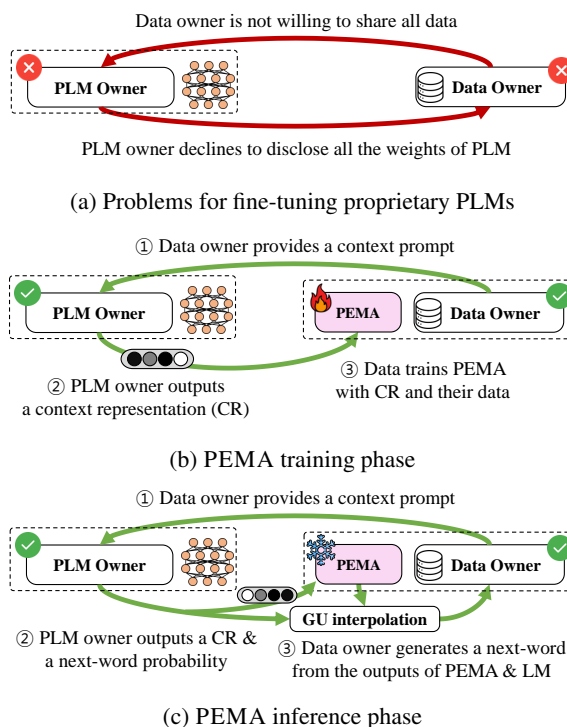 Data owner is not willing to share all data
PLM Owner
Data Owner
PLM owner declines to disclose all the weights of PLM
(a) Problems for fine-tuning proprietary PLMs
① Data owner provides a context prompt
PLM Owner
PEMA
Data Owner
② PLM owner outputs
a context representation (CR)
③ Data trains PEMA
with CR and their data
(b) PEMA training phase
① Data owner provides a context prompt
PLM Owner
PEMA
Data Owner
GU interpolation
② PLM owner outputs a CR &
a next-word probability
③ Data owner generates a next-word
from the outputs of PEMA & LM
(c) PEMA inference phase